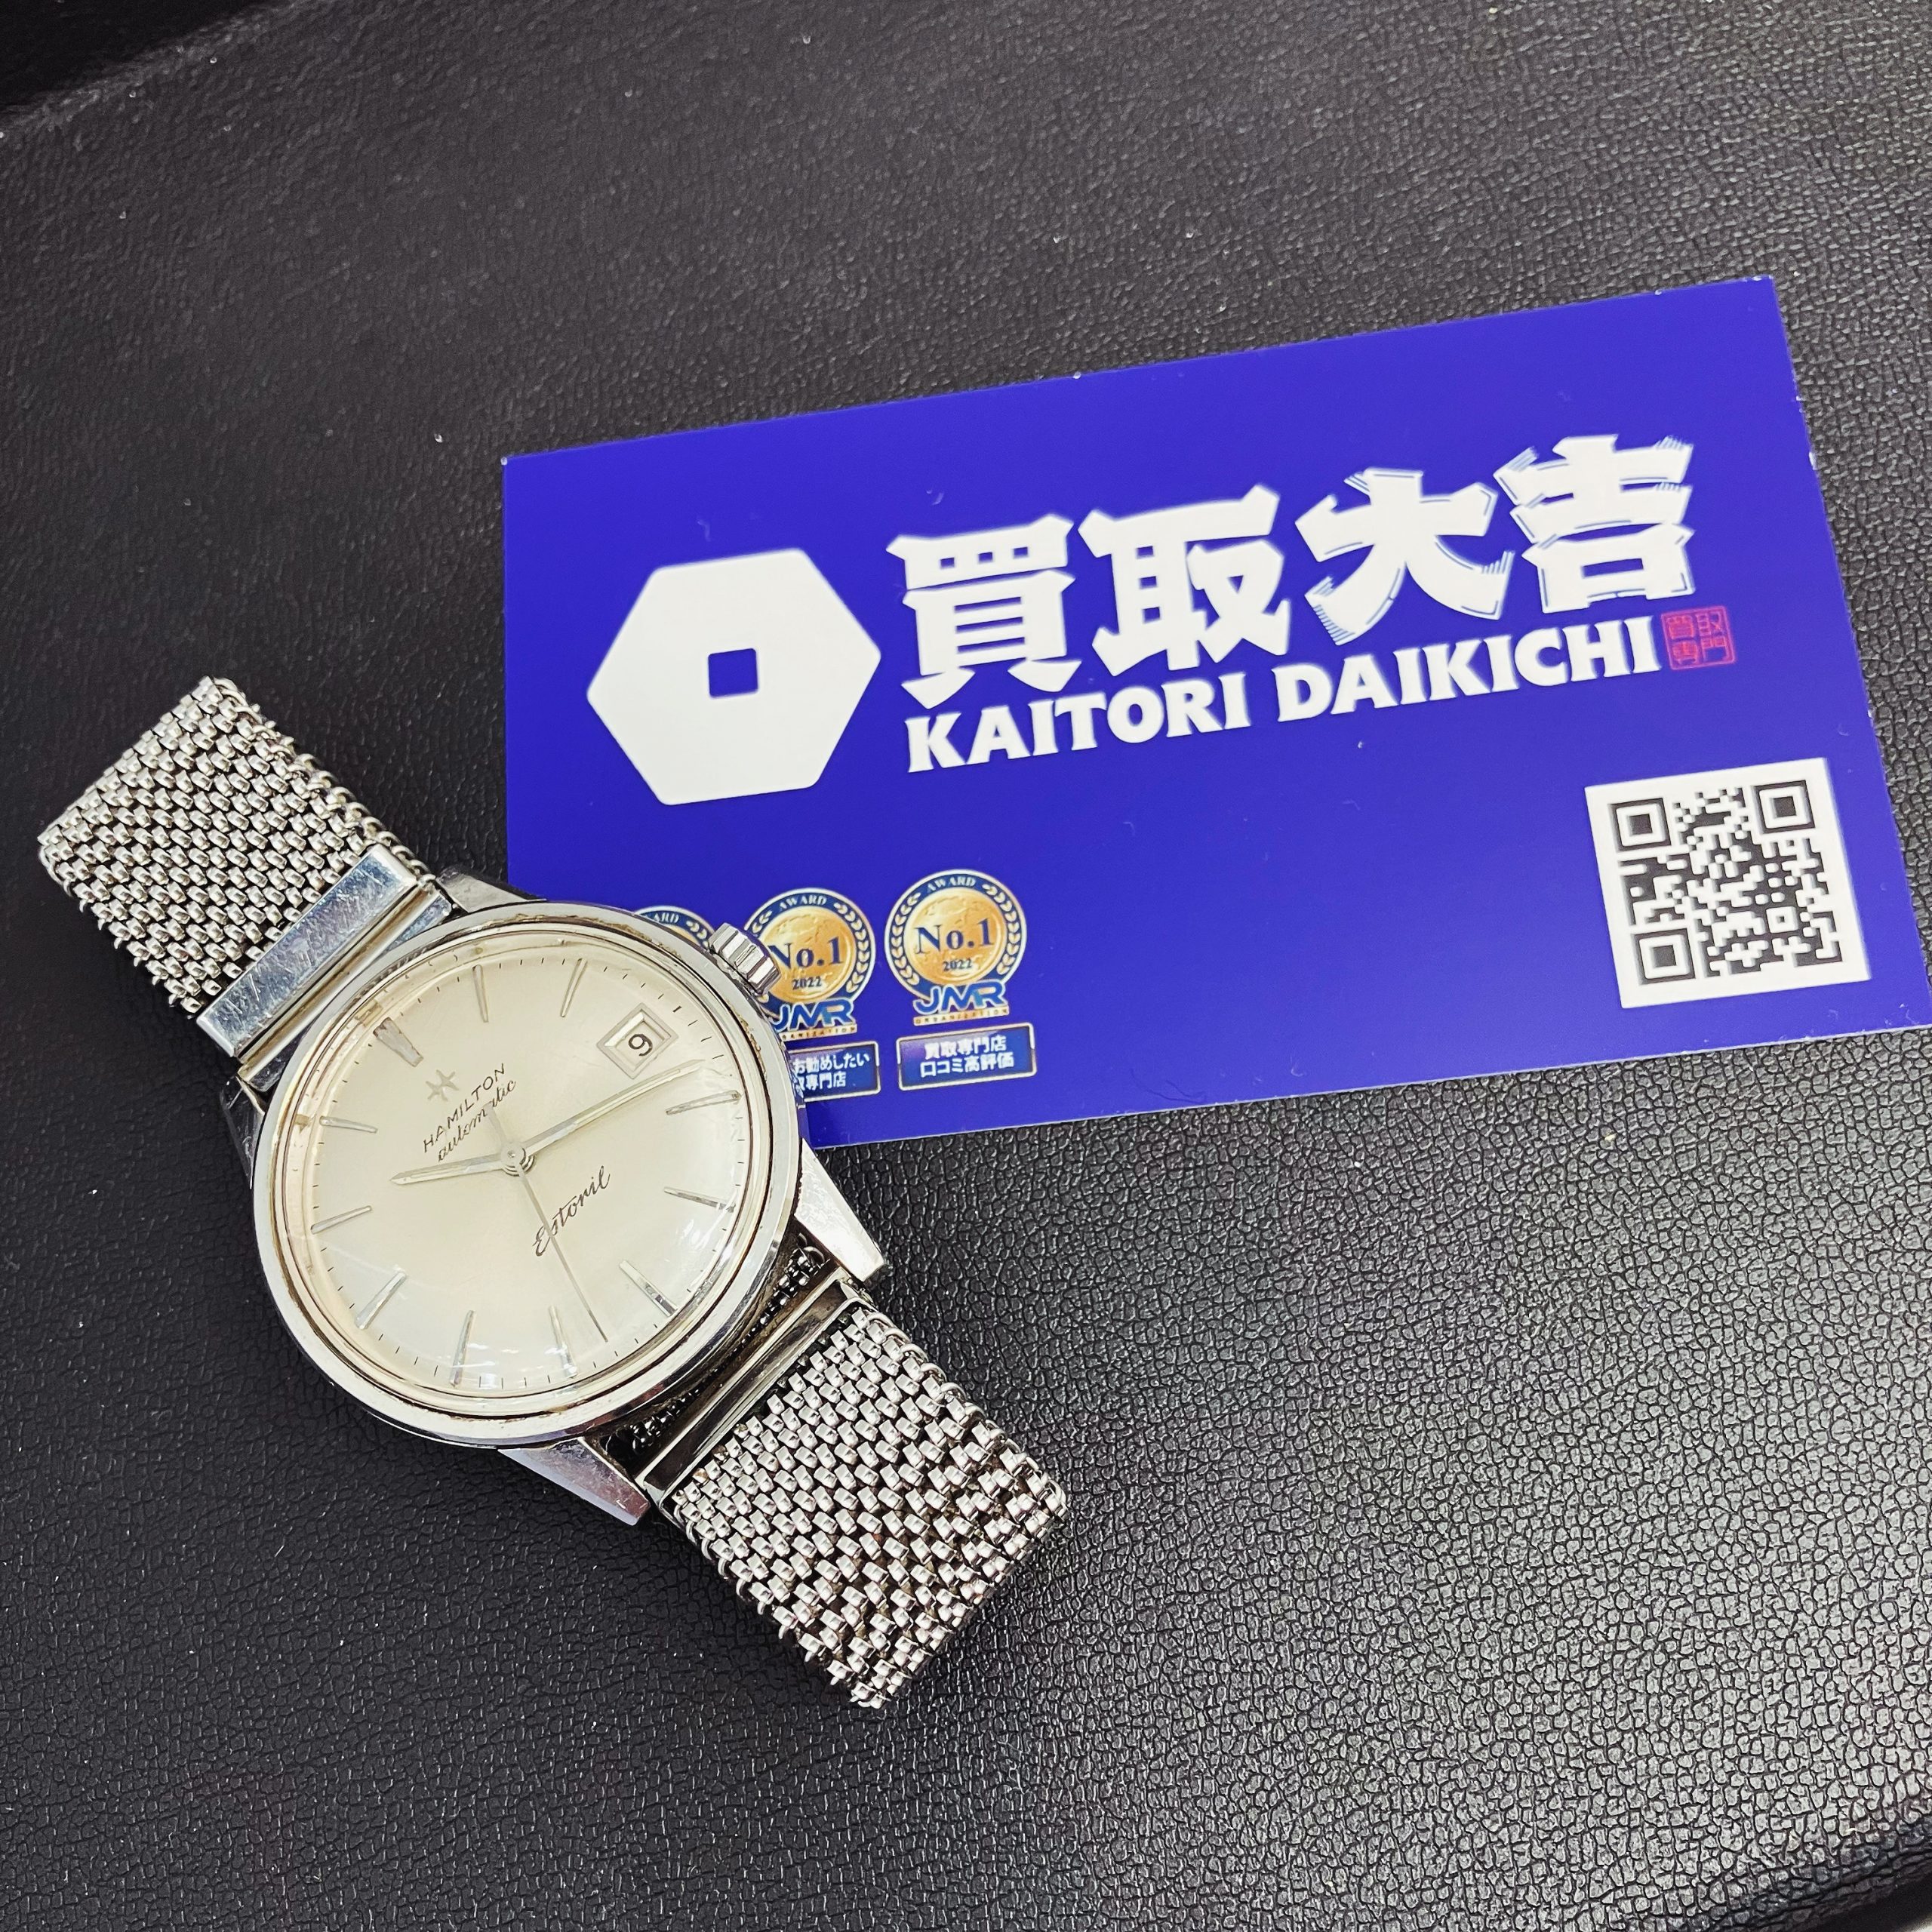 買取大吉
KAITORI DAIKICHI
買取
専門
AWARD
No.1
2022
JMR
お勧めしたい
専門店
AWARD
No.1
2022
JMR
ORGANIZATION
買取専門店
口コミ高評価
9
HAMILTON
automatic
Estoril